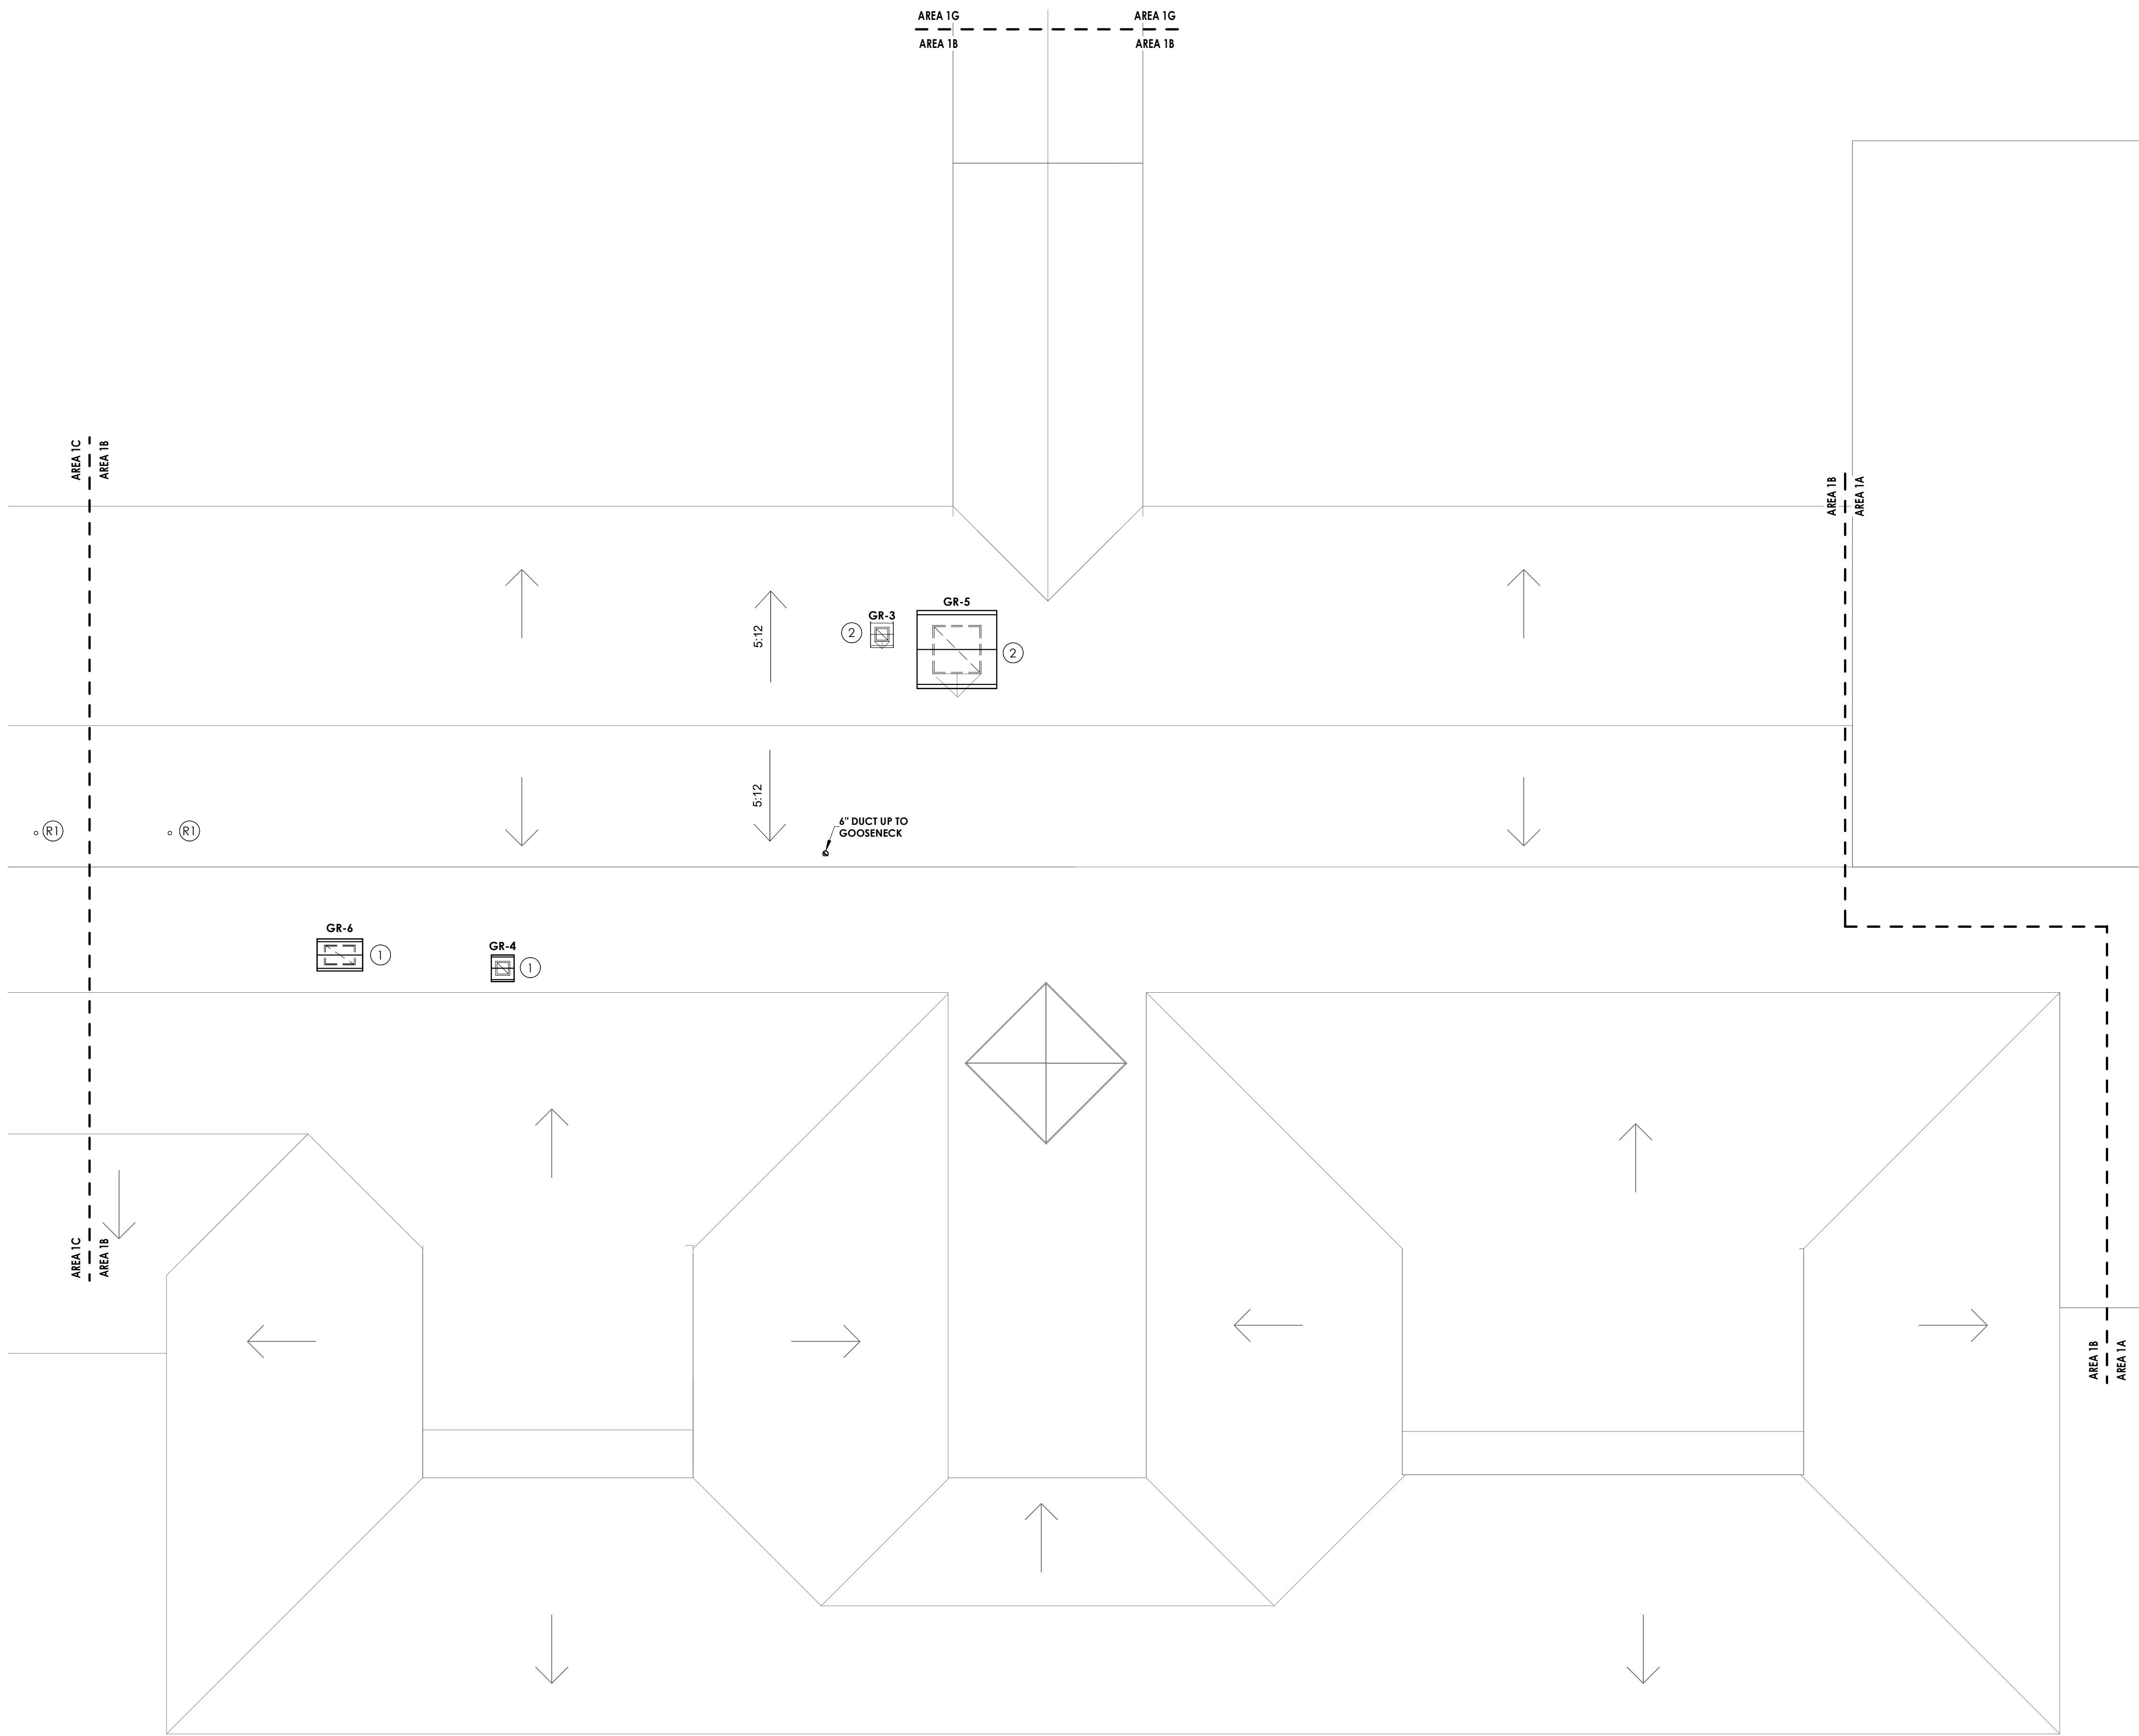 AREA 1G
AREA 1G
AREA 1B
AREA 1B
AREA 1C
AREA 1B
AREA 1B
AREA 1A
GR-5
GR-3
2
2
5:12
5:12
6" DUCT UP TO
GOOSENECK
R1
R1
GR-6
1
GR-4
1
AREA 1C
AREA 1B
AREA 1B
AREA 1A